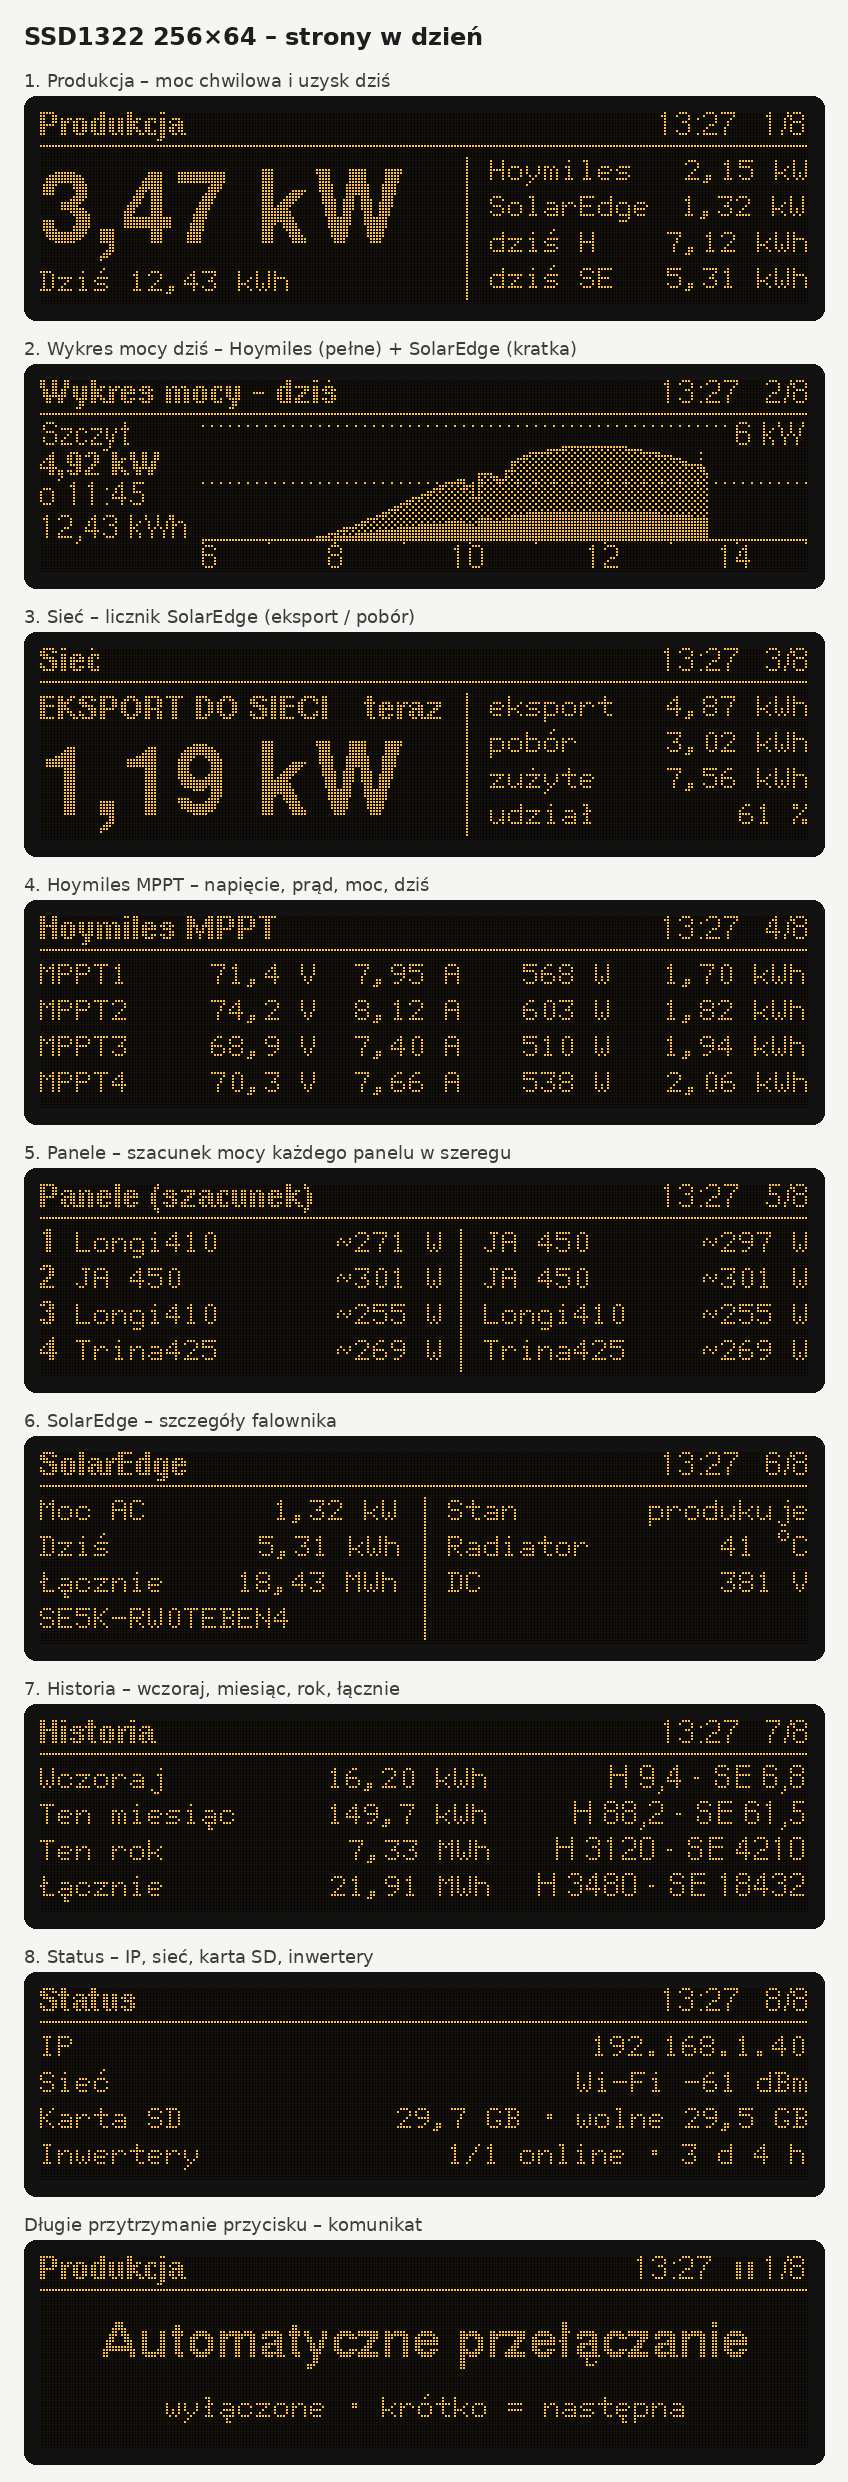 SSD1322 256×64 – strony w dzień
1. Produkcja – moc chwilowa i uzysk dziś
Produkcja 13:27 1/8
3,47 kW
Dziś 12,43 kWh
Hoymiles 2,15 kW
SolarEdge 1,32 kW
dziś H 7,12 kWh
dziś SE 5,31 kWh
2. Wykres mocy dziś – Hoymiles (pełne) + SolarEdge (kratka)
Wykres mocy - dziś 13:27 2/8
Szczyt 6 kW
4,92 kW
o 11:45
12,43 kWh
6 8 10 12 14
3. Sieć – licznik SolarEdge (eksport / pobór)
Sieć 13:27 3/8
EKSPORT DO SIECI teraz
1,19 kW
eksport 4,87 kWh
pobór 3,02 kWh
zużyte 7,56 kWh
udział 61 %
4. Hoymiles MPPT – napięcie, prąd, moc, dziś
Hoymiles MPPT 13:27 4/8
MPPT1 71,4 V 7,95 A 568 W 1,70 kWh
MPPT2 74,2 V 8,12 A 603 W 1,82 kWh
MPPT3 68,9 V 7,40 A 510 W 1,94 kWh
MPPT4 70,3 V 7,66 A 538 W 2,06 kWh
5. Panele – szacunek mocy każdego panelu w szeregu
Panele (szacunek) 13:27 5/8
1 Longi410 ~271 W JA 450 ~297 W
2 JA 450 ~301 W JA 450 ~301 W
3 Longi410 ~255 W Longi410 ~255 W
4 Trina425 ~269 W Trina425 ~269 W
6. SolarEdge – szczegóły falownika
SolarEdge 13:27 6/8
Moc AC 1,32 kW
Dziś 5,31 kWh
Łącznie 18,43 MWh
SE5K-RW0TEBEN4
Stan produkuje
Radiator 41 °C
DC 381 V
7. Historia – wczoraj, miesiąc, rok, łącznie
Historia 13:27 7/8
Wczoraj 16,20 kWh H 9,4 · SE 6,8
Ten miesiąc 149,7 kWh H 88,2 · SE 61,5
Ten rok 7,33 MWh H 3120 · SE 4210
Łącznie 21,91 MWh H 3480 · SE 18432
8. Status – IP, sieć, karta SD, inwertery
Status 13:27 8/8
IP 192.168.1.40
Sieć Wi-Fi -61 dBm
Karta SD 29,7 GB · wolne 29,5 GB
Inwertery 1/1 online · 3 d 4 h
Długie przytrzymanie przycisku – komunikat
Produkcja 13:27 1/8
Automatyczne przełączanie
wyłączone · krótko = następna